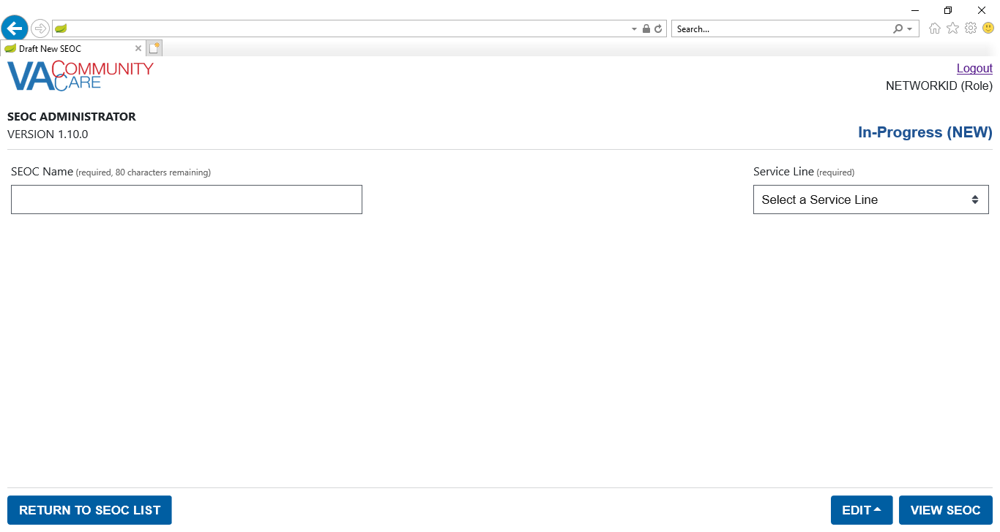 Search...
Draft New SEOC
VA COMMUNITY CARE
Logout
NETWORKID (Role)
SEOC ADMINISTRATOR
VERSION 1.10.0
In-Progress (NEW)
SEOC Name (required, 80 characters remaining)
Service Line (required)
Select a Service Line
RETURN TO SEOC LIST
EDIT
VIEW SEOC